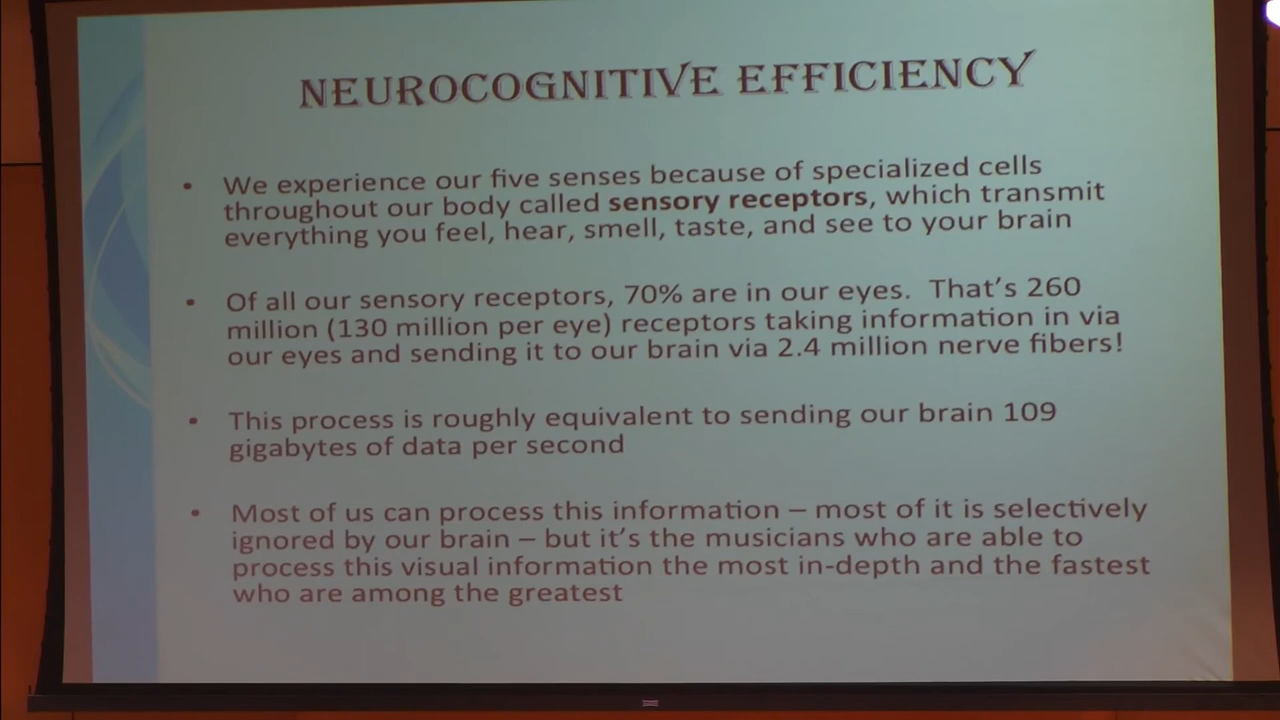 NEUROCOGNITIVE EFFICIENCY
• We experience our five senses because of specialized cells
throughout our body called sensory receptors, which transmit
everything you feel, hear, smell, taste, and see to your brain
• Of all our sensory receptors, 70% are in our eyes. That's 260
million (130 million per eye) receptors taking information in via
our eyes and sending it to our brain via 2.4 million nerve fibers!
• This process is roughly equivalent to sending our brain 109
gigabytes of data per second
• Most of us can process this information – most of it is selectively
ignored by our brain – but it's the musicians who are able to
process this visual information the most in-depth and the fastest
who are among the greatest